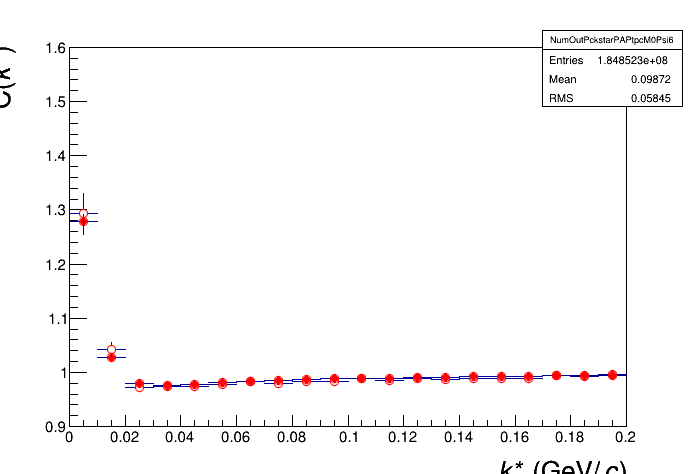 NumOutPckstarPAPtpcM0Psi6
Entries 1.848523e+08
Mean 0.09872
RMS 0.05845
C(k*)
1.6
1.5
1.4
1.3
1.2
1.1
1
0.9
0 0.02 0.04 0.06 0.08 0.1 0.12 0.14 0.16 0.18 0.2
k* (GeV/c)